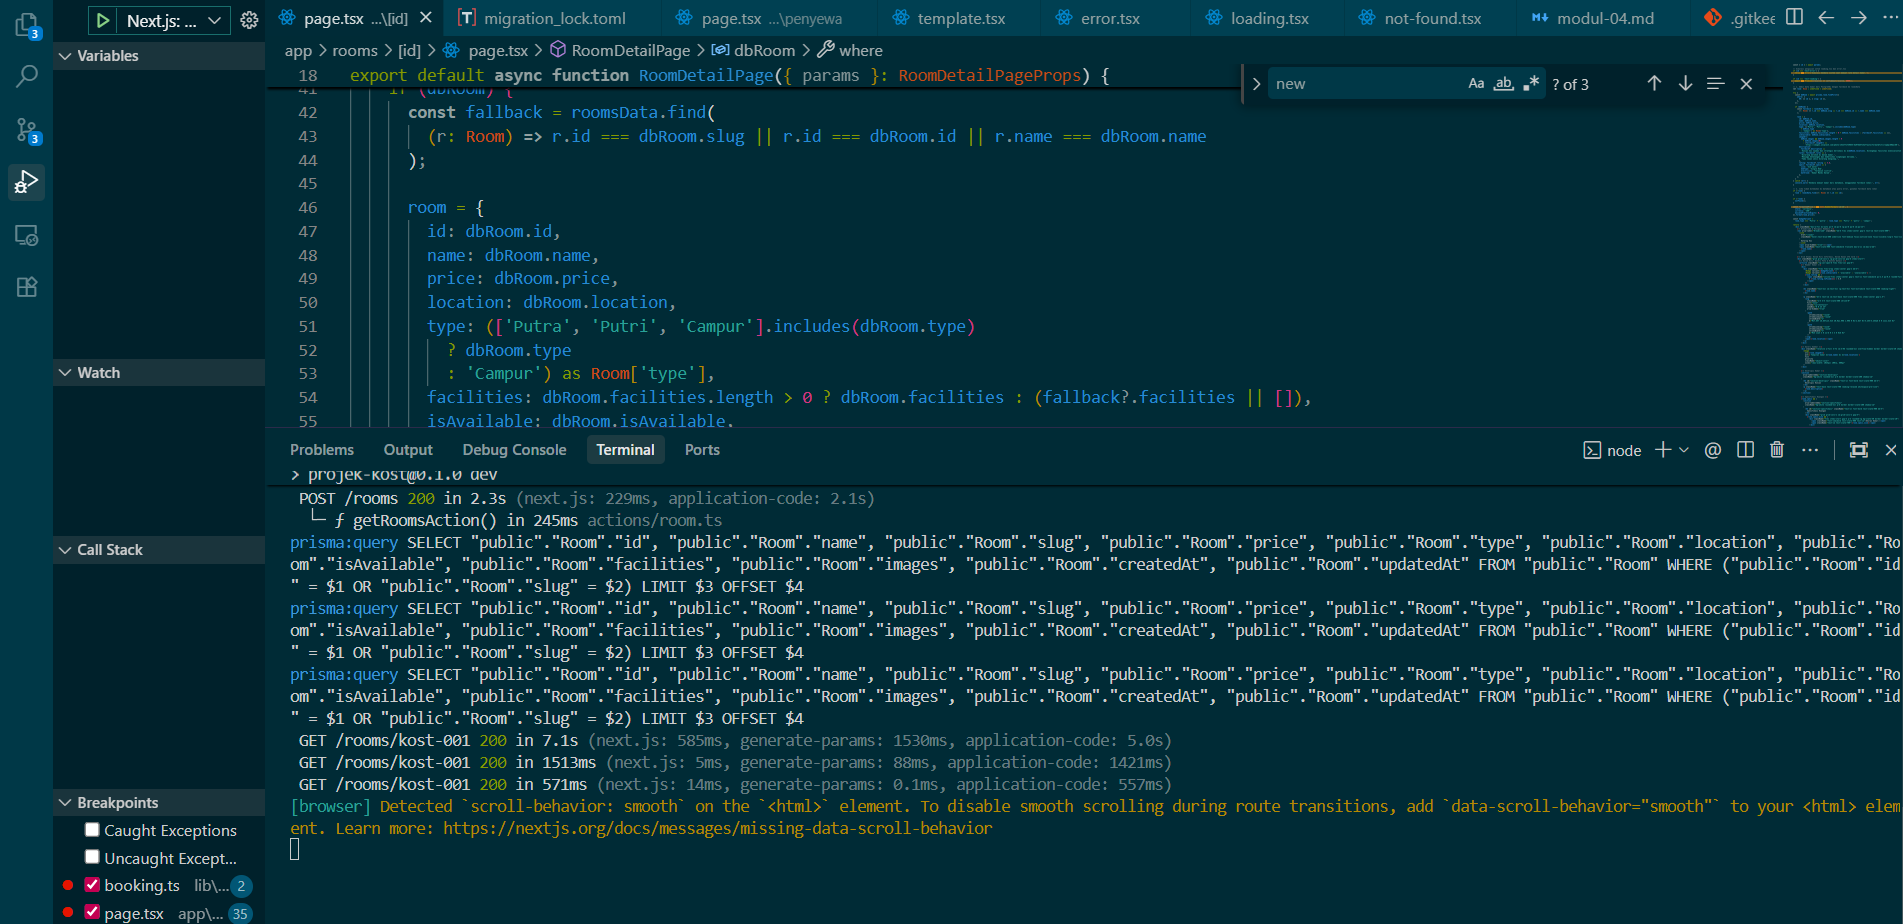 Next.js: ...
page.tsx ...\[id]
migration_lock.toml
page.tsx ...\penyewa
template.tsx
error.tsx
loading.tsx
not-found.tsx
modul-04.md
.gitkee
3
3
Variables
Watch
Call Stack
Breakpoints
Caught Exceptions
Uncaught Except...
booking.ts lib\... 2
page.tsx app\... 35
app > rooms > [id] > page.tsx > RoomDetailPage > dbRoom > where
new
Aa ab .* ? of 3
18 export default async function RoomDetailPage({ params }: RoomDetailPageProps) {
41 if (dbRoom) {
42 const fallback = roomsData.find(
43 (r: Room) => r.id === dbRoom.slug || r.id === dbRoom.id || r.name === dbRoom.name
44 );
45
46 room = {
47 id: dbRoom.id,
48 name: dbRoom.name,
49 price: dbRoom.price,
50 location: dbRoom.location,
51 type: (['Putra', 'Putri', 'Campur'].includes(dbRoom.type)
52 ? dbRoom.type
53 : 'Campur') as Room['type'],
54 facilities: dbRoom.facilities.length > 0 ? dbRoom.facilities : (fallback?.facilities || []),
55 isAvailable: dbRoom.isAvailable,
Problems Output Debug Console Terminal Ports
node
> projek-kost@0.1.0 dev
POST /rooms 200 in 2.3s (next.js: 229ms, application-code: 2.1s)
└─ ƒ getRoomsAction() in 245ms actions/room.ts
prisma:query SELECT "public"."Room"."id", "public"."Room"."name", "public"."Room"."slug", "public"."Room"."price", "public"."Room"."type", "public"."Room"."location", "public"."Ro
om"."isAvailable", "public"."Room"."facilities", "public"."Room"."images", "public"."Room"."createdAt", "public"."Room"."updatedAt" FROM "public"."Room" WHERE ("public"."Room"."id
" = $1 OR "public"."Room"."slug" = $2) LIMIT $3 OFFSET $4
prisma:query SELECT "public"."Room"."id", "public"."Room"."name", "public"."Room"."slug", "public"."Room"."price", "public"."Room"."type", "public"."Room"."location", "public"."Ro
om"."isAvailable", "public"."Room"."facilities", "public"."Room"."images", "public"."Room"."createdAt", "public"."Room"."updatedAt" FROM "public"."Room" WHERE ("public"."Room"."id
" = $1 OR "public"."Room"."slug" = $2) LIMIT $3 OFFSET $4
prisma:query SELECT "public"."Room"."id", "public"."Room"."name", "public"."Room"."slug", "public"."Room"."price", "public"."Room"."type", "public"."Room"."location", "public"."Ro
om"."isAvailable", "public"."Room"."facilities", "public"."Room"."images", "public"."Room"."createdAt", "public"."Room"."updatedAt" FROM "public"."Room" WHERE ("public"."Room"."id
" = $1 OR "public"."Room"."slug" = $2) LIMIT $3 OFFSET $4
GET /rooms/kost-001 200 in 7.1s (next.js: 585ms, generate-params: 1530ms, application-code: 5.0s)
GET /rooms/kost-001 200 in 1513ms (next.js: 5ms, generate-params: 88ms, application-code: 1421ms)
GET /rooms/kost-001 200 in 571ms (next.js: 14ms, generate-params: 0.1ms, application-code: 557ms)
[browser] Detected `scroll-behavior: smooth` on the `<html>` element. To disable smooth scrolling during route transitions, add `data-scroll-behavior="smooth"` to your <html> elem
ent. Learn more: https://nextjs.org/docs/messages/missing-data-scroll-behavior